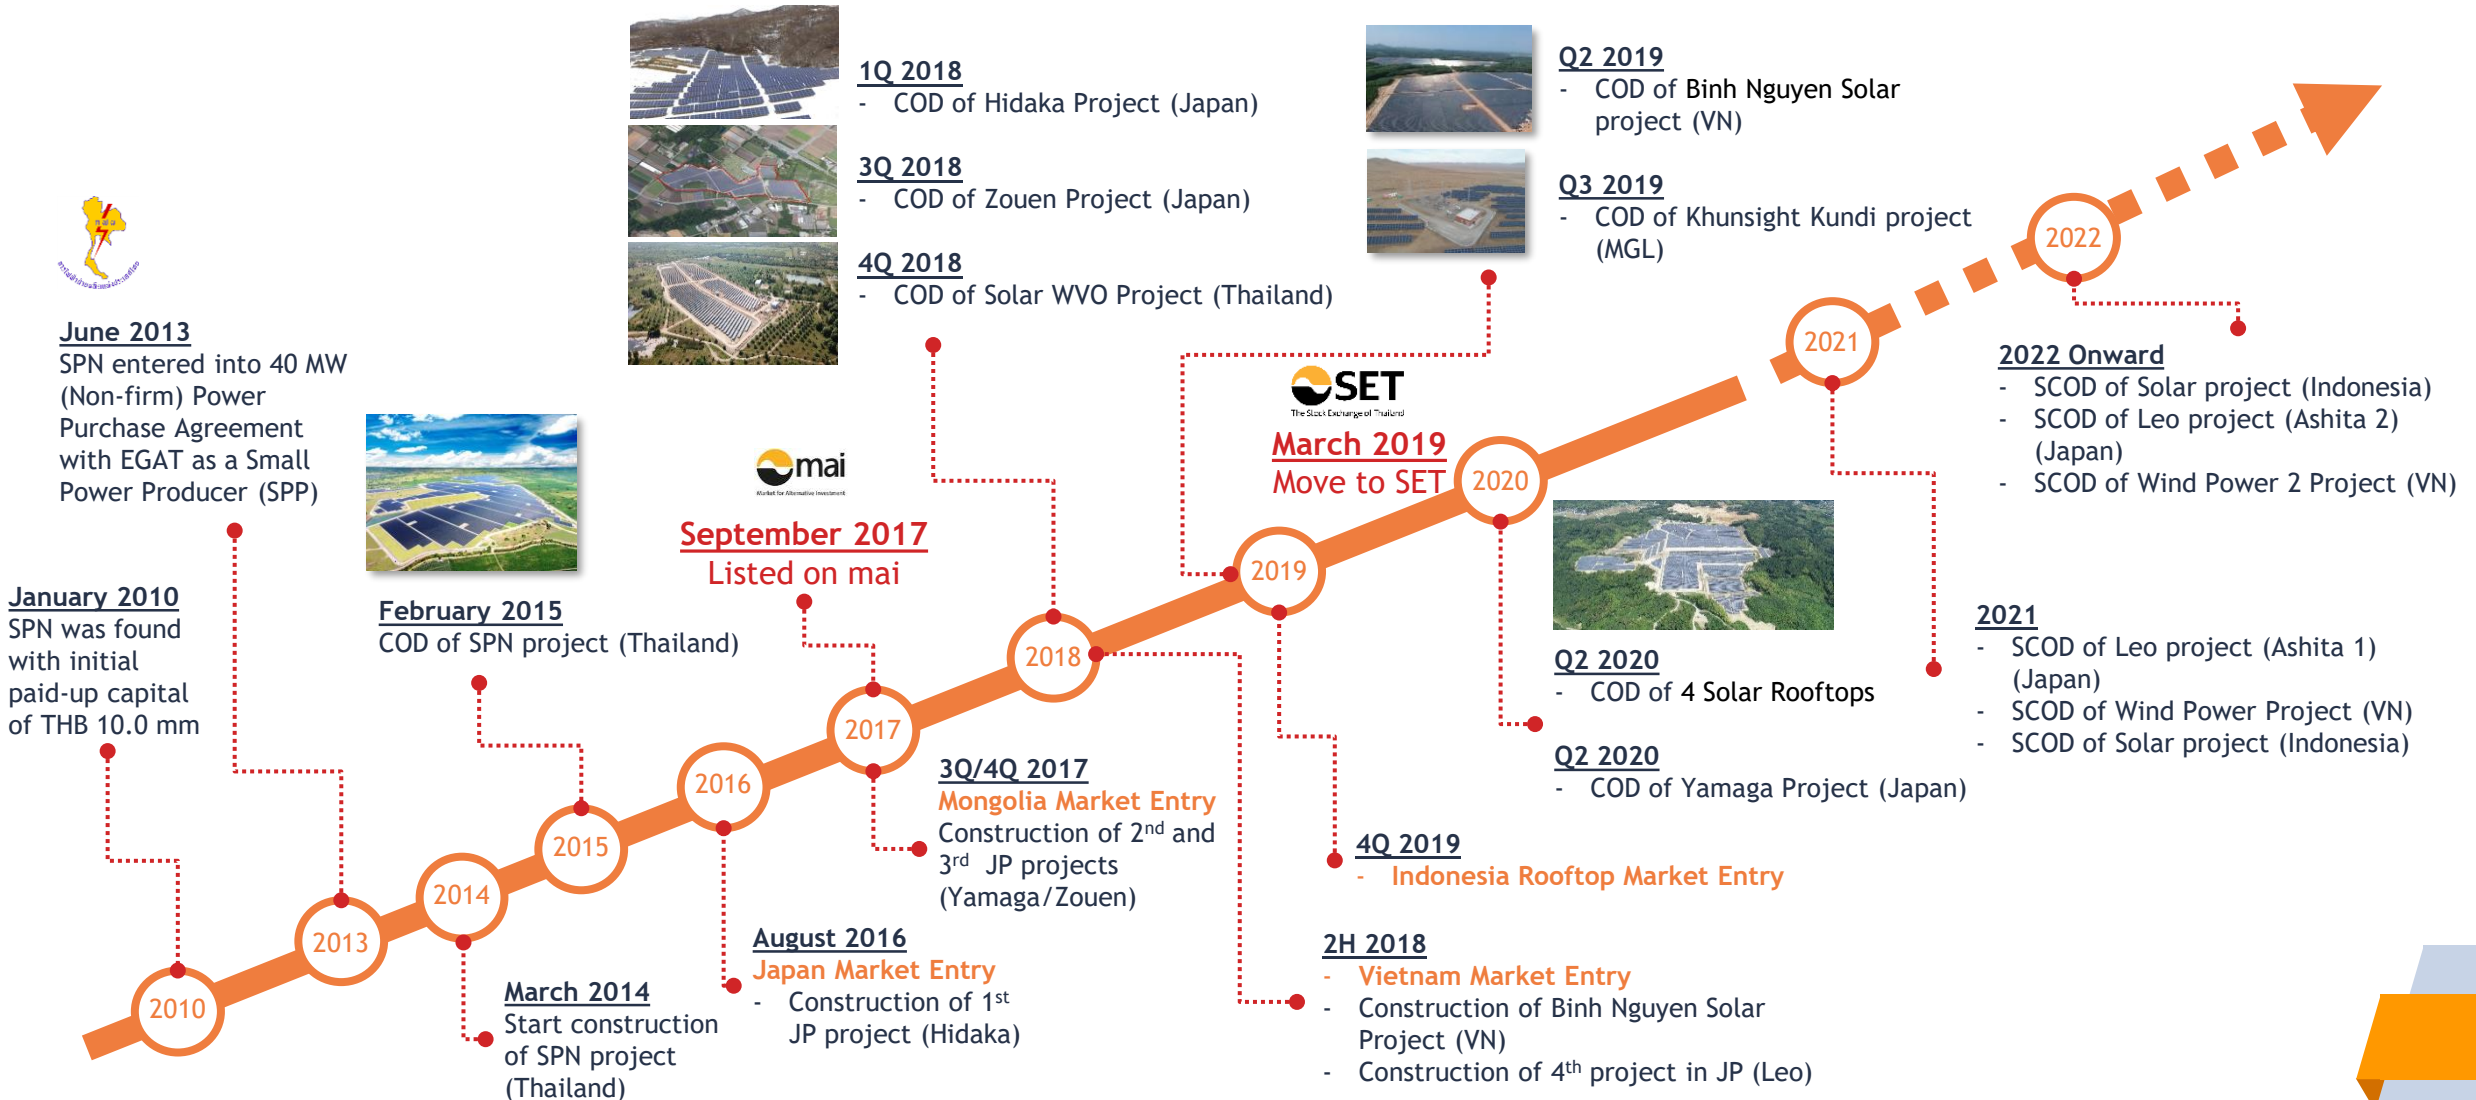 January 2010
SPN was found
with initial
paid-up capital
of THB 10.0 mm
June 2013
SPN entered into 40 MW
(Non-firm) Power
Purchase Agreement
with EGAT as a Small
Power Producer (SPP)
March 2014
Start construction
of SPN project
(Thailand)
February 2015
COD of SPN project (Thailand)
August 2016
Japan Market Entry
- Construction of 1st
JP project (Hidaka)
mai
Market for Alternative Investment
September 2017
Listed on mai
3Q/4Q 2017
Mongolia Market Entry
Construction of 2nd and
3rd JP projects
(Yamaga/Zouen)
1Q 2018
- COD of Hidaka Project (Japan)
3Q 2018
- COD of Zouen Project (Japan)
4Q 2018
- COD of Solar WVO Project (Thailand)
2H 2018
- Vietnam Market Entry
- Construction of Binh Nguyen Solar
Project (VN)
- Construction of 4th project in JP (Leo)
SET
The Stock Exchange of Thailand
March 2019
Move to SET
Q2 2019
- COD of Binh Nguyen Solar
project (VN)
Q3 2019
- COD of Khunsight Kundi project
(MGL)
4Q 2019
- Indonesia Rooftop Market Entry
Q2 2020
- COD of 4 Solar Rooftops
Q2 2020
- COD of Yamaga Project (Japan)
2021
- SCOD of Leo project (Ashita 1)
(Japan)
- SCOD of Wind Power Project (VN)
- SCOD of Solar project (Indonesia)
2022 Onward
- SCOD of Solar project (Indonesia)
- SCOD of Leo project (Ashita 2)
(Japan)
- SCOD of Wind Power 2 Project (VN)
2010
2013
2014
2015
2016
2017
2018
2019
2020
2021
2022